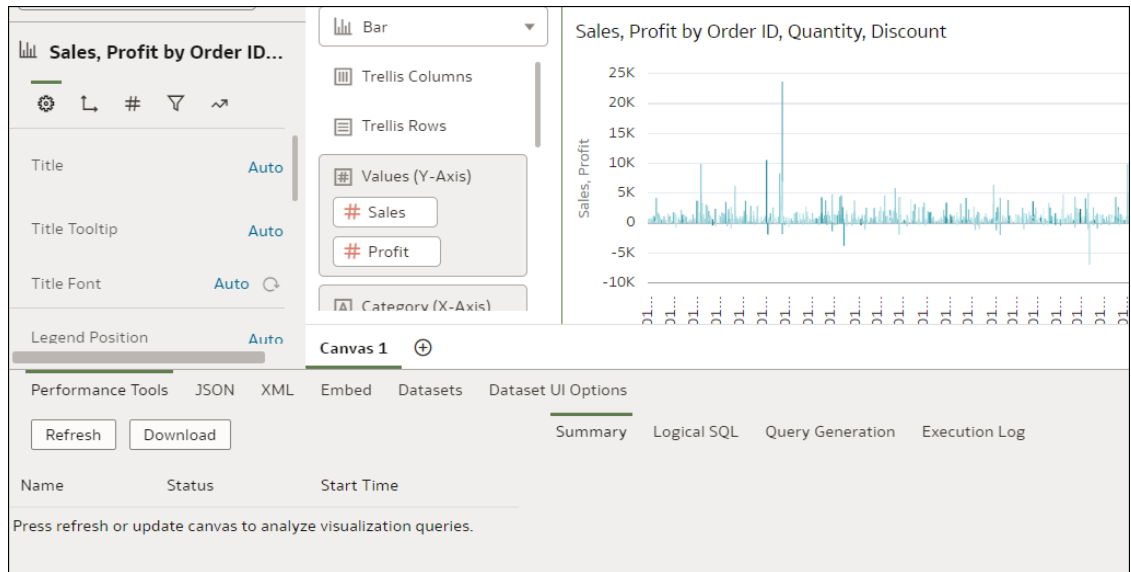 Sales, Profit by Order ID...
Title
Auto
Title Tooltip
Auto
Title Font
Auto
Legend Position
Auto
Bar
Trellis Columns
Trellis Rows
Values (Y-Axis)
# Sales
# Profit
Category (X-Axis)
Sales, Profit by Order ID, Quantity, Discount
Sales, Profit
25K
20K
15K
10K
5K
0
-5K
-10K
Canvas 1
Performance Tools JSON XML Embed Datasets Dataset UI Options
Refresh Download
Summary Logical SQL Query Generation Execution Log
Name Status Start Time
Press refresh or update canvas to analyze visualization queries.